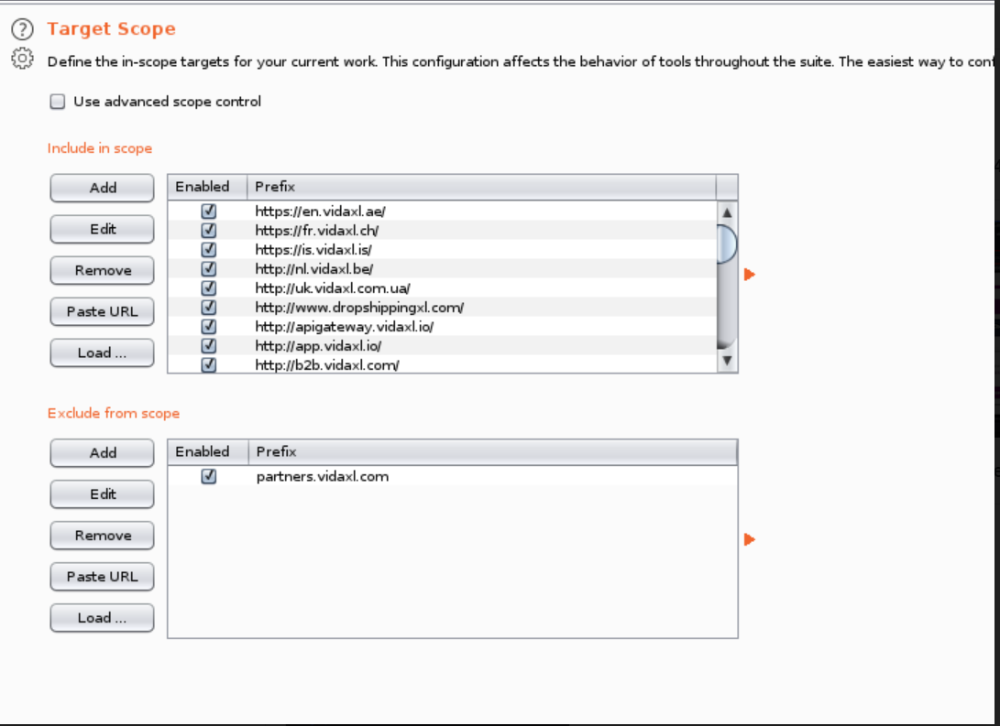 Target Scope
Define the in-scope targets for your current work. This configuration affects the behavior of tools throughout the suite. The easiest way to
Use advanced scope control
Include in scope
Add
Edit
Remove
Paste URL
Load ...
Enabled Prefix
https://en.vidaxl.ae/
https://fr.vidaxl.ch/
https://is.vidaxl.is/
http://nl.vidaxl.be/
http://uk.vidaxl.com.ua/
http://www.dropshippingxl.com/
http://apigateway.vidaxl.io/
http://app.vidaxl.io/
http://b2b.vidaxl.com/
Exclude from scope
Add
Edit
Remove
Paste URL
Load ...
Enabled Prefix
partners.vidaxl.com